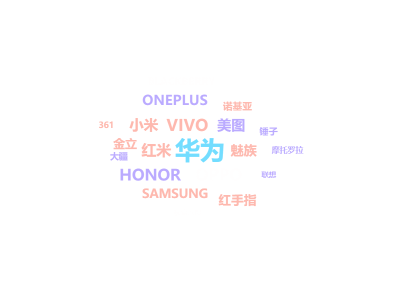 ONEPLUS
诺基亚
361
小米
VIVO
美图
锤子
金立
大疆
红米
华为
魅族
摩托罗拉
HONOR
联想
SAMSUNG
红手指